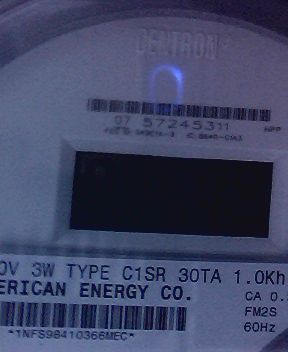 CENTRON
07 57245311
0V 3W TYPE C1SR 30TA 1.0Kh
ERICAN ENERGY CO. CA 0.
FM2S
*1NFS98410366MEC* 60Hz